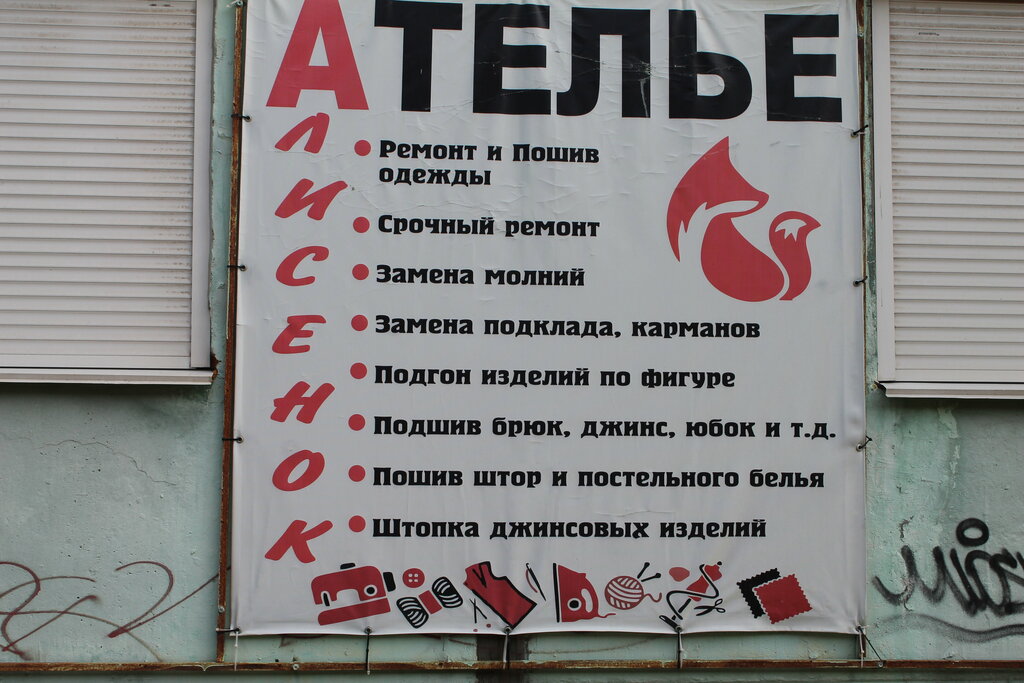 АТЕЛЬЕ
АЛИСЕНОК
Ремонт и Пошив
одежды
Срочный ремонт
Замена молний
Замена подклада, карманов
Подгон изделий по фигуре
Подшив брюк, джинс, юбок и т.д.
Пошив штор и постельного белья
Штопка джинсовых изделий